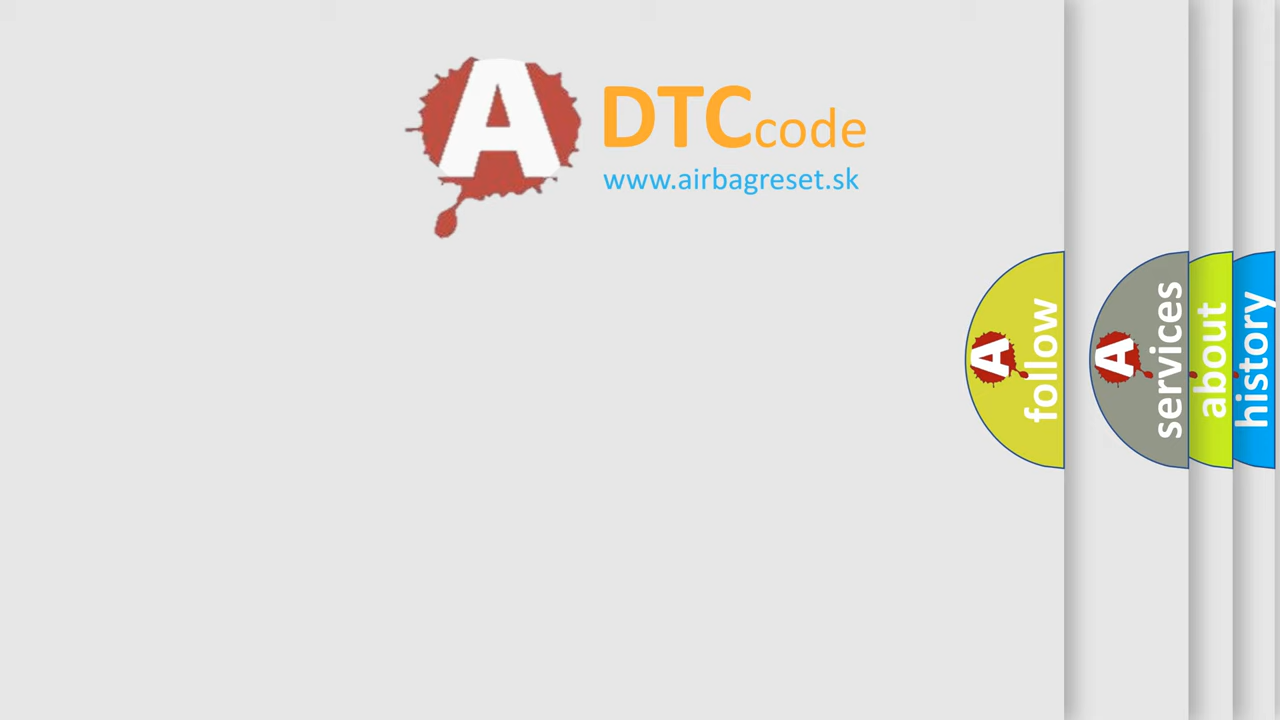 A
DTCcode
www.airbagreset.sk
A follow
A services
about
history